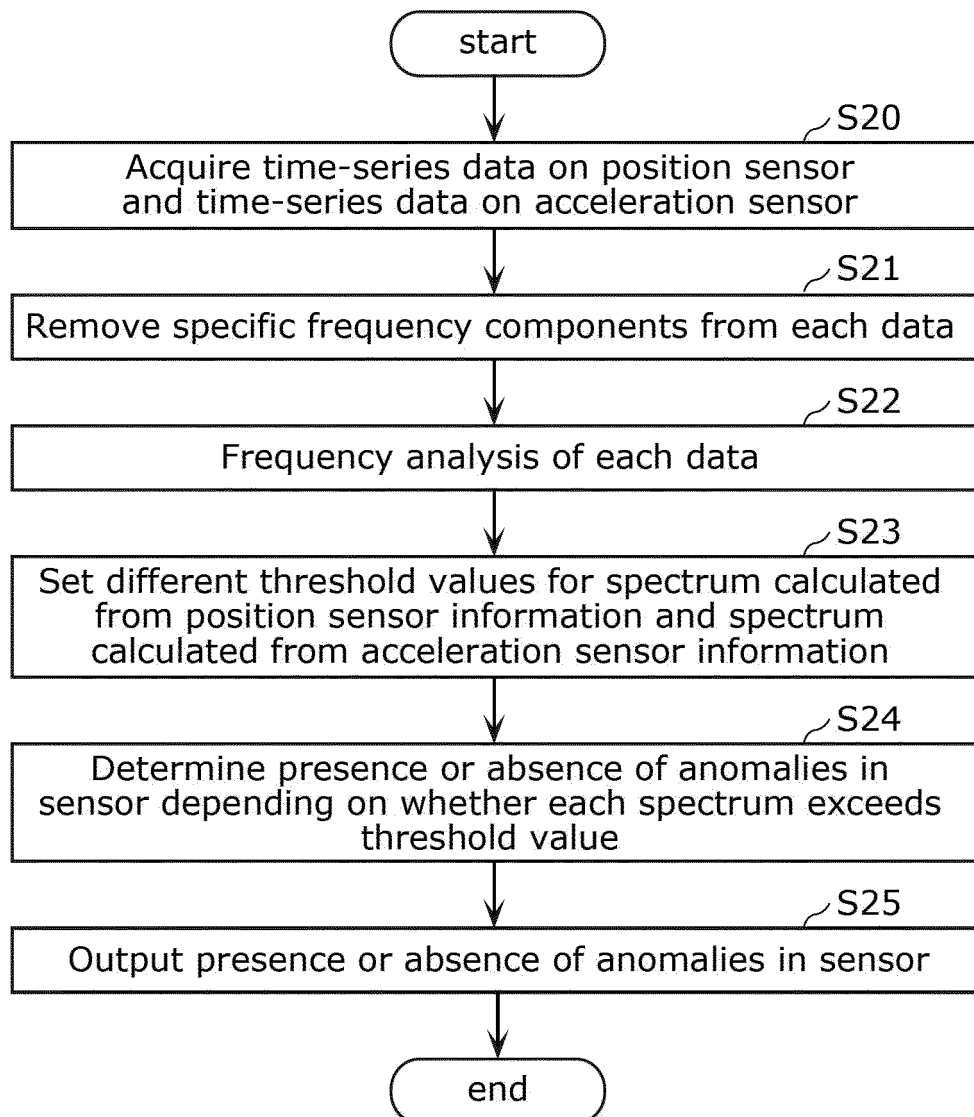 start
S20
Acquire time-series data on position sensor
and time-series data on acceleration sensor
S21
Remove specific frequency components from each data
S22
Frequency analysis of each data
S23
Set different threshold values for spectrum calculated
from position sensor information and spectrum
calculated from acceleration sensor information
S24
Determine presence or absence of anomalies in
sensor depending on whether each spectrum exceeds
threshold value
S25
Output presence or absence of anomalies in sensor
end